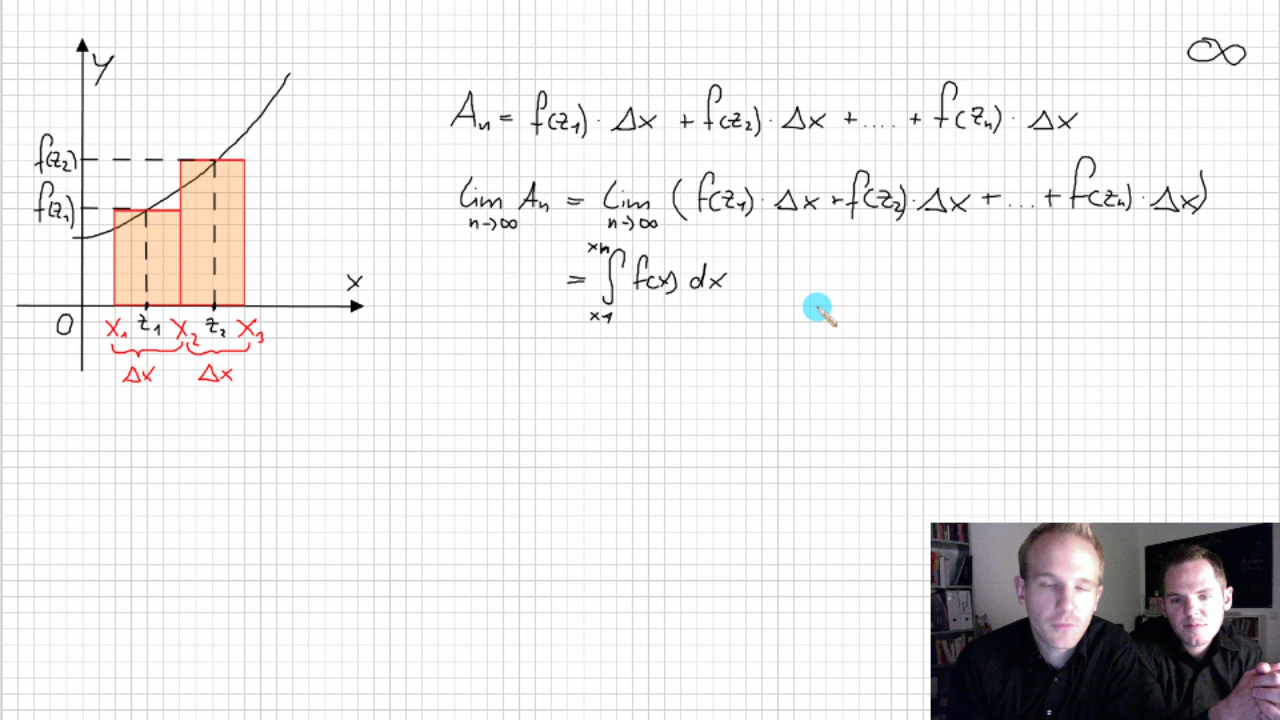 ∞
y
Aₙ = f(z₁) · Δx + f(z₂) · Δx + .... + f(zₙ) · Δx
f(z₂)
lim Aₙ = lim (f(z₁) · Δx + f(z₂) · Δx + ... + f(zₙ) · Δx)
n→∞ n→∞
f(z₁)
xn
= ∫ f(x) dx
x1
x
0 x₁ z₁ x₂ z₂ x₃
Δx Δx